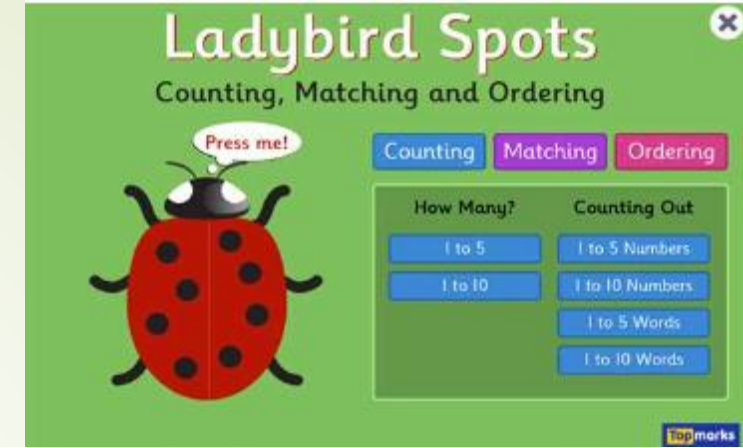 Ladybird Spots
Counting, Matching and Ordering
Press me!
Counting Matching Ordering
How Many? Counting Out
1 to 5 1 to 5 Numbers
1 to 10 1 to 10 Numbers
1 to 5 Words
1 to 10 Words
Topmarks